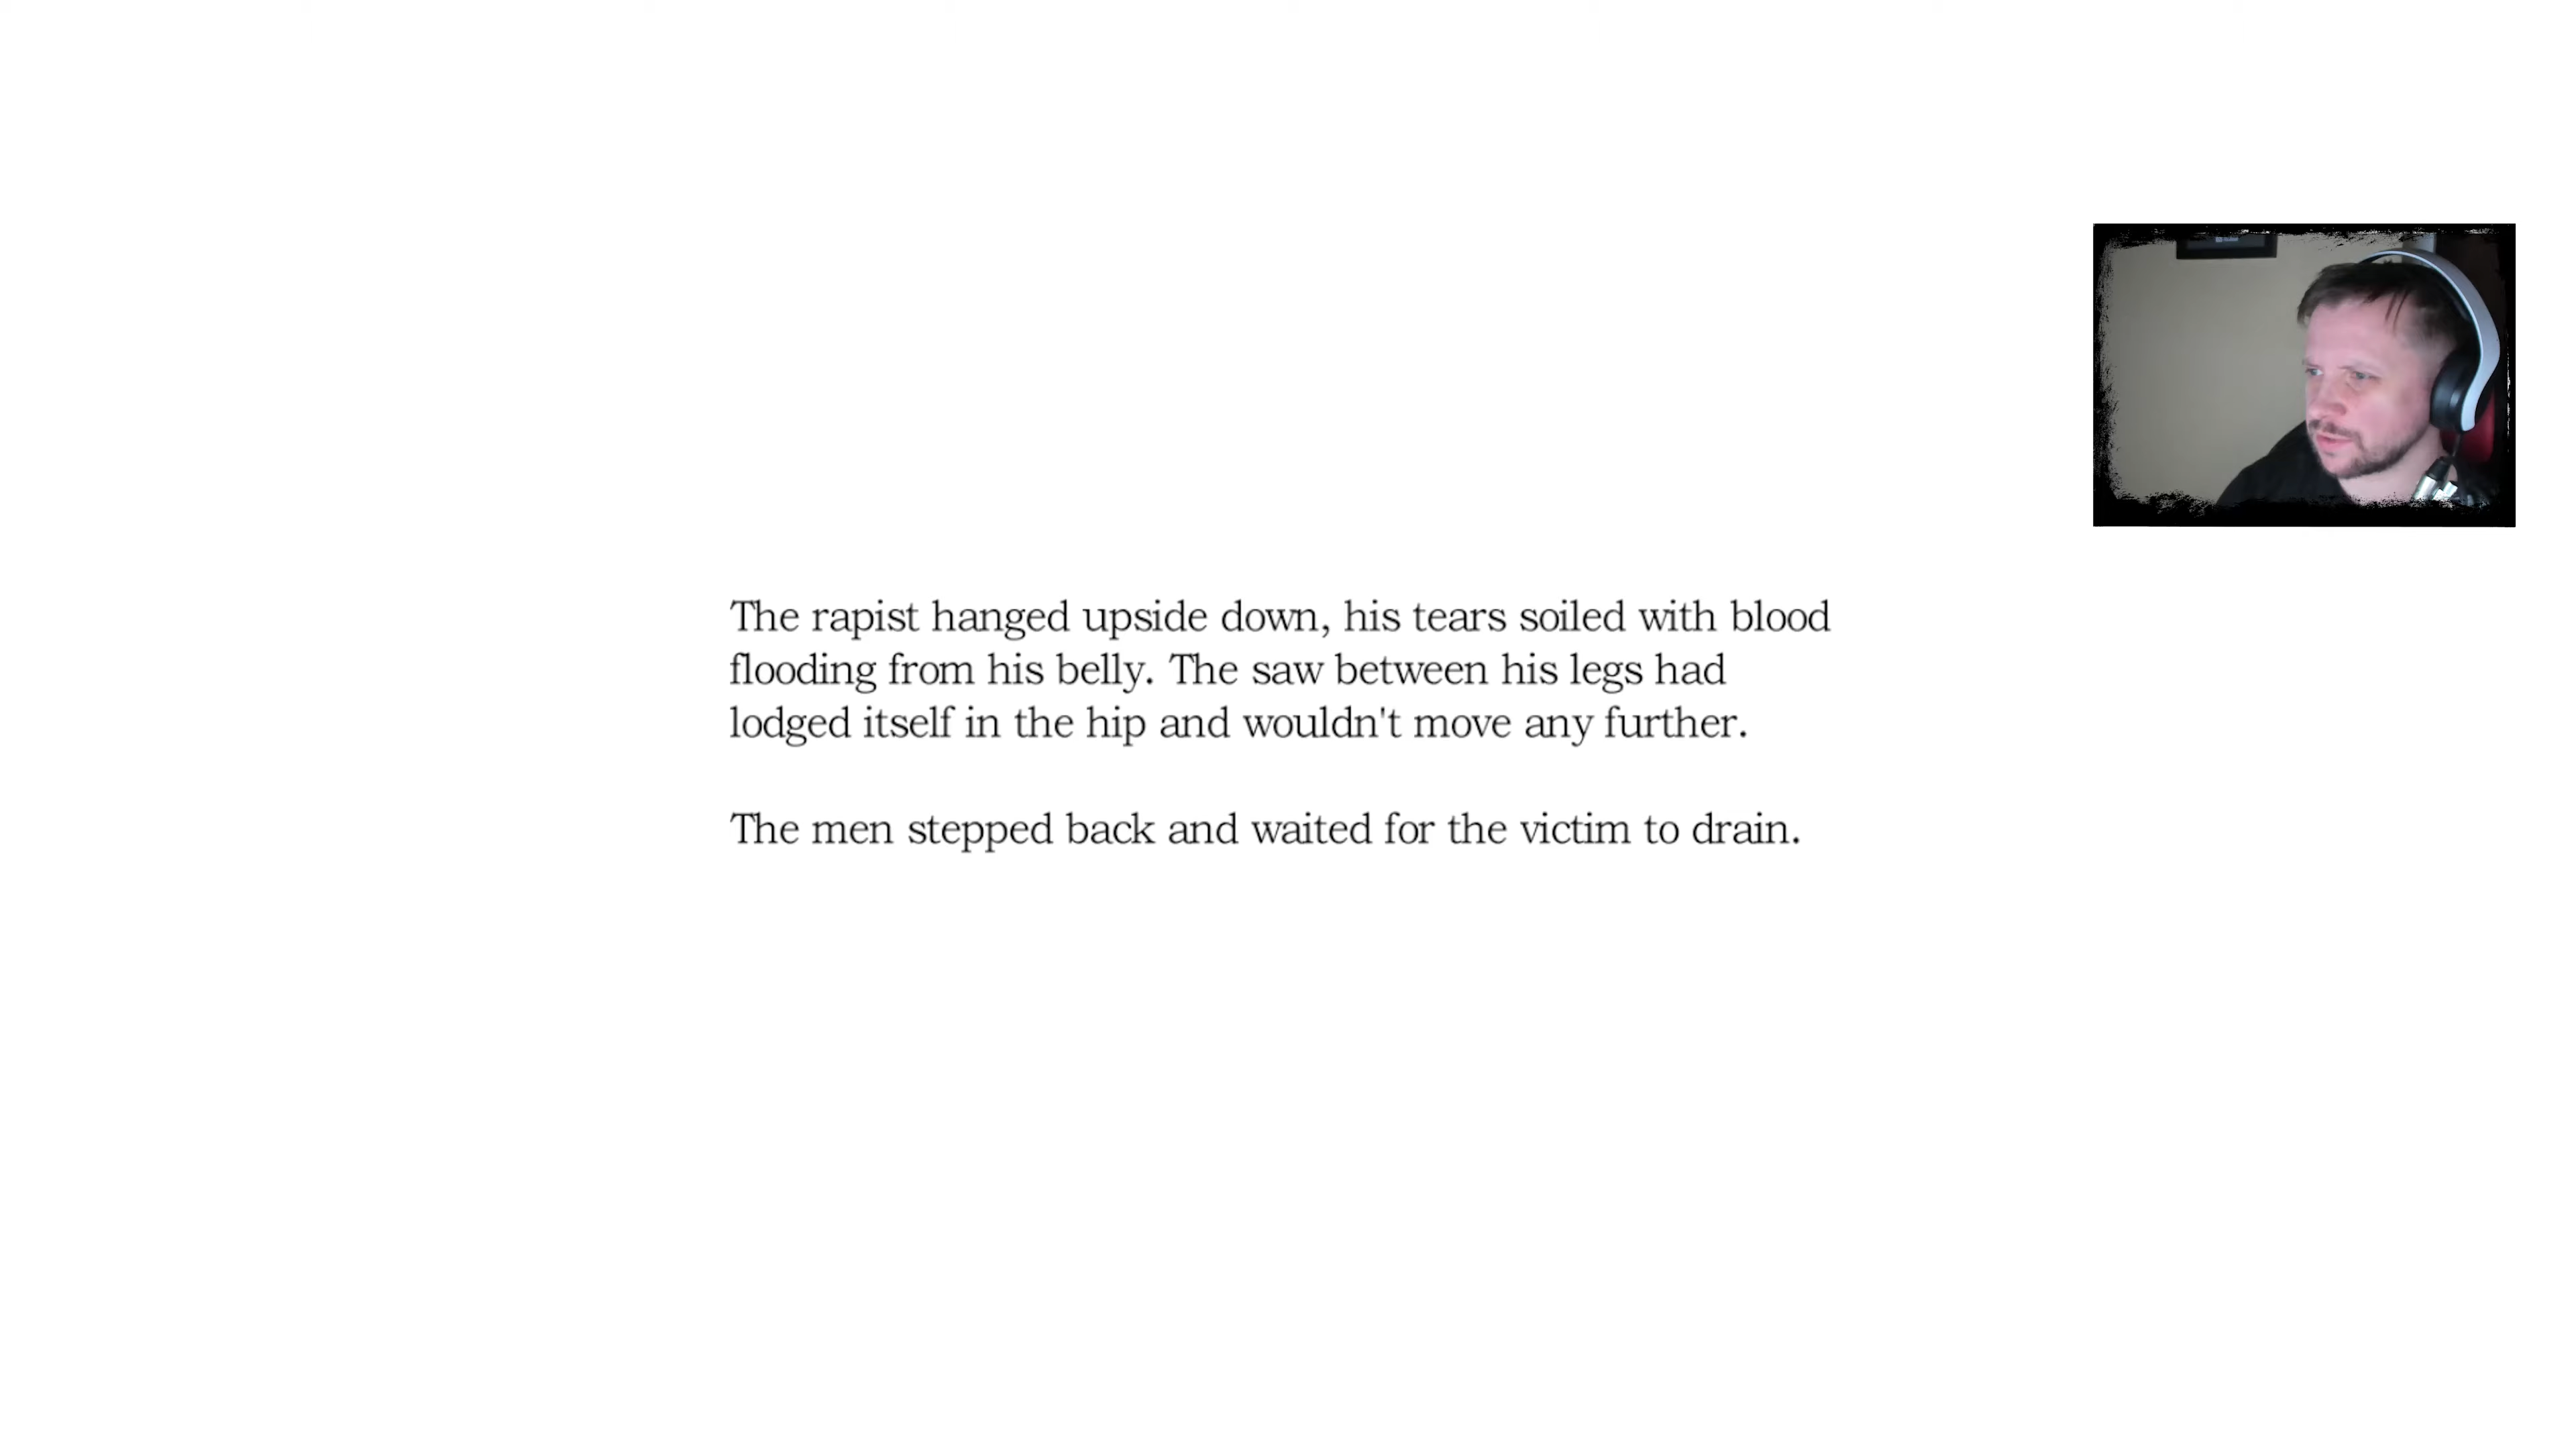 The rapist hanged upside down, his tears soiled with blood
flooding from his belly. The saw between his legs had
lodged itself in the hip and wouldn't move any further.
The men stepped back and waited for the victim to drain.